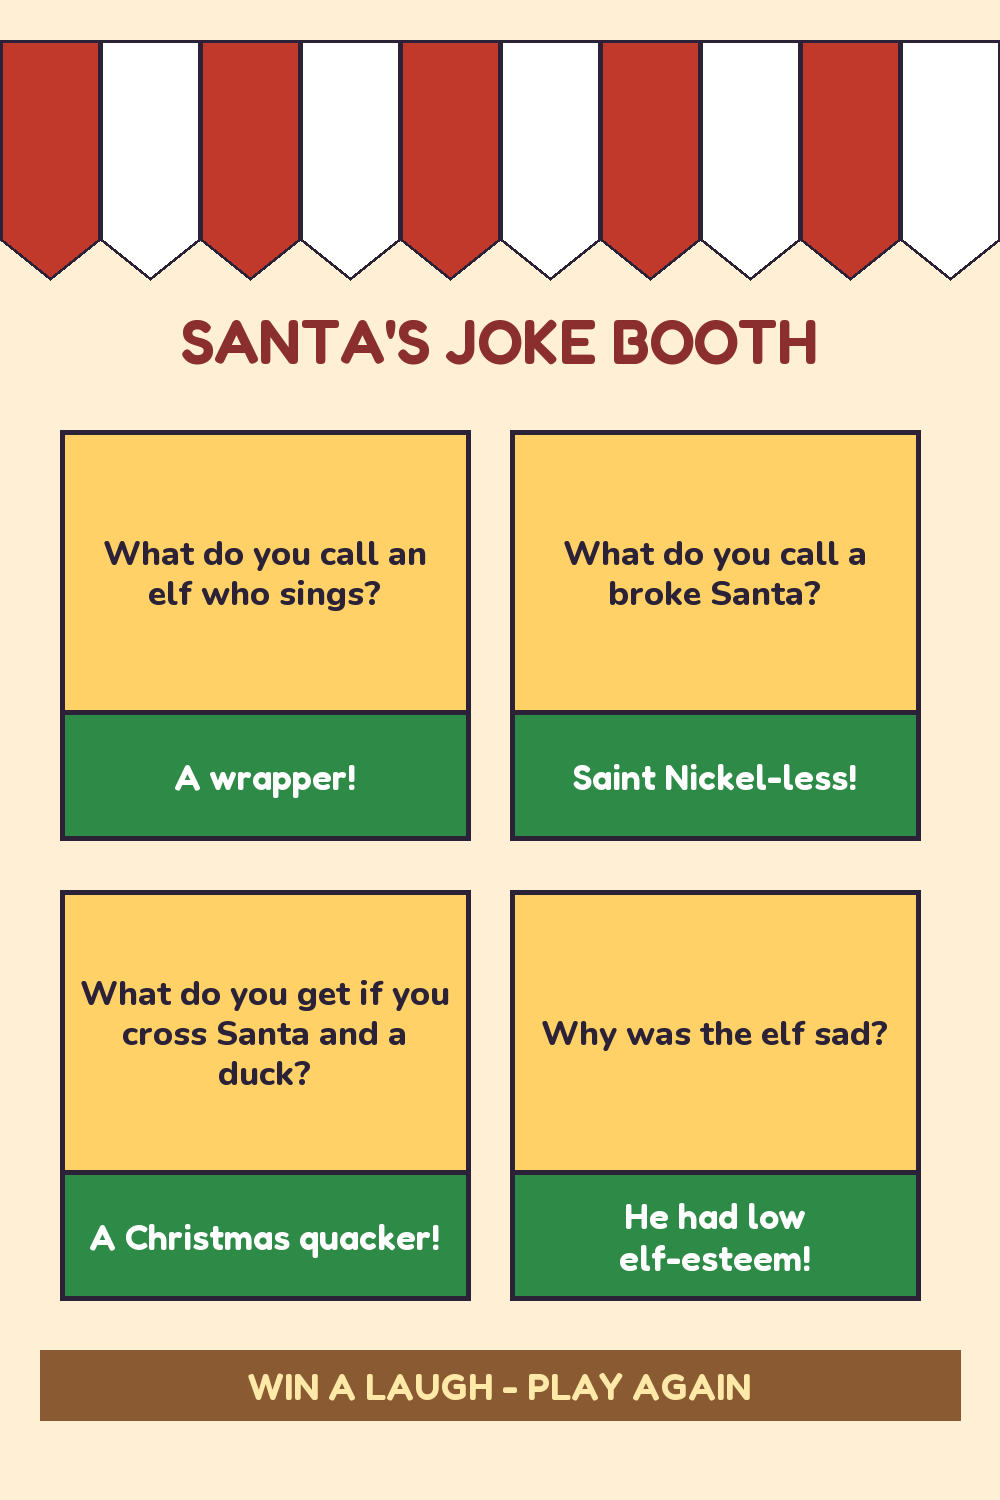 SANTA'S JOKE BOOTH
What do you call an
elf who sings?
A wrapper!
What do you call a
broke Santa?
Saint Nickel-less!
What do you get if you
cross Santa and a
duck?
A Christmas quacker!
Why was the elf sad?
He had low
elf-esteem!
WIN A LAUGH - PLAY AGAIN